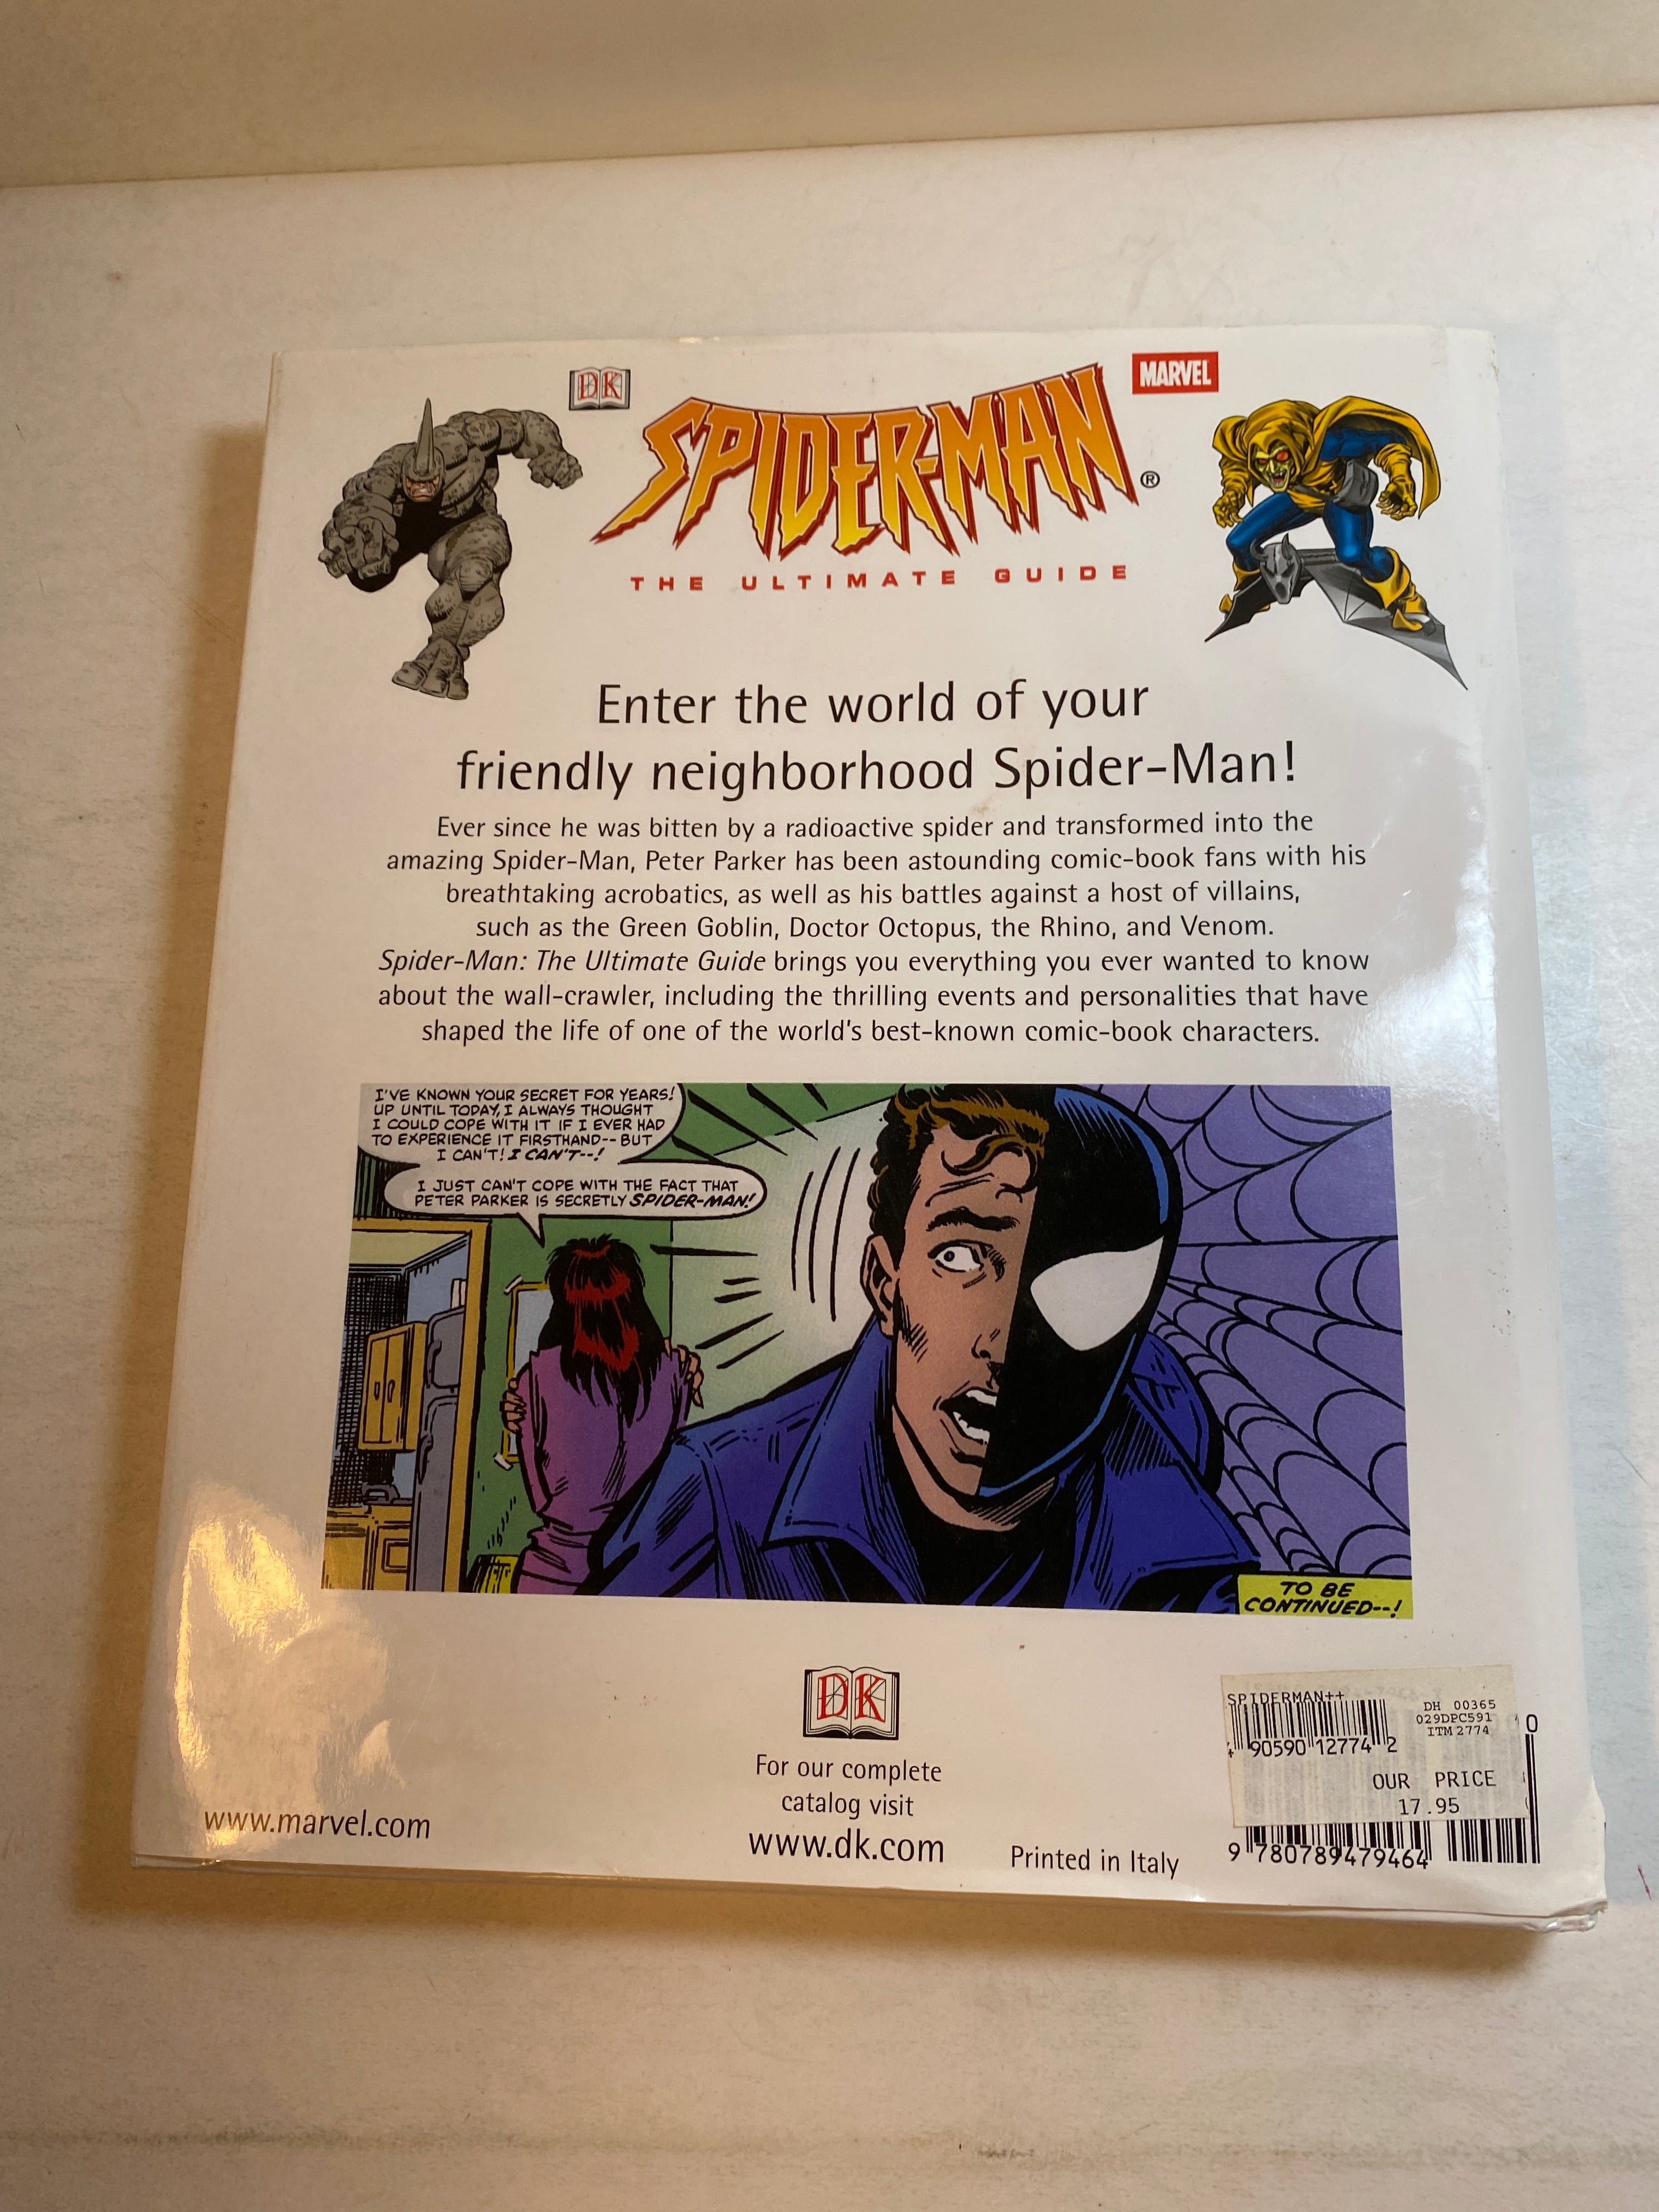 DK
MARVEL
SPIDER-MAN®
THE ULTIMATE GUIDE
Enter the world of your
friendly neighborhood Spider-Man!
Ever since he was bitten by a radioactive spider and transformed into the
amazing Spider-Man, Peter Parker has been astounding comic-book fans with his
breathtaking acrobatics, as well as his battles against a host of villains,
such as the Green Goblin, Doctor Octopus, the Rhino, and Venom.
Spider-Man: The Ultimate Guide brings you everything you ever wanted to know
about the wall-crawler, including the thrilling events and personalities that have
shaped the life of one of the world's best-known comic-book characters.
I'VE KNOWN YOUR SECRET FOR YEARS!
UP UNTIL TODAY, I ALWAYS THOUGHT
I COULD COPE WITH IT IF I EVER HAD
TO EXPERIENCE IT FIRSTHAND--BUT
I CAN'T! I CAN'T--!
I JUST CAN'T COPE WITH THE FACT THAT
PETER PARKER IS SECRETLY SPIDER-MAN!
TO BE
CONTINUED--!
DK
For our complete
catalog visit
www.dk.com
www.marvel.com
Printed in Italy
SPIDERMAN++
DH 00365
029DPC591
ITM 2774
4 90590 12774 2
OUR PRICE
17.95
0
9 780789 479464